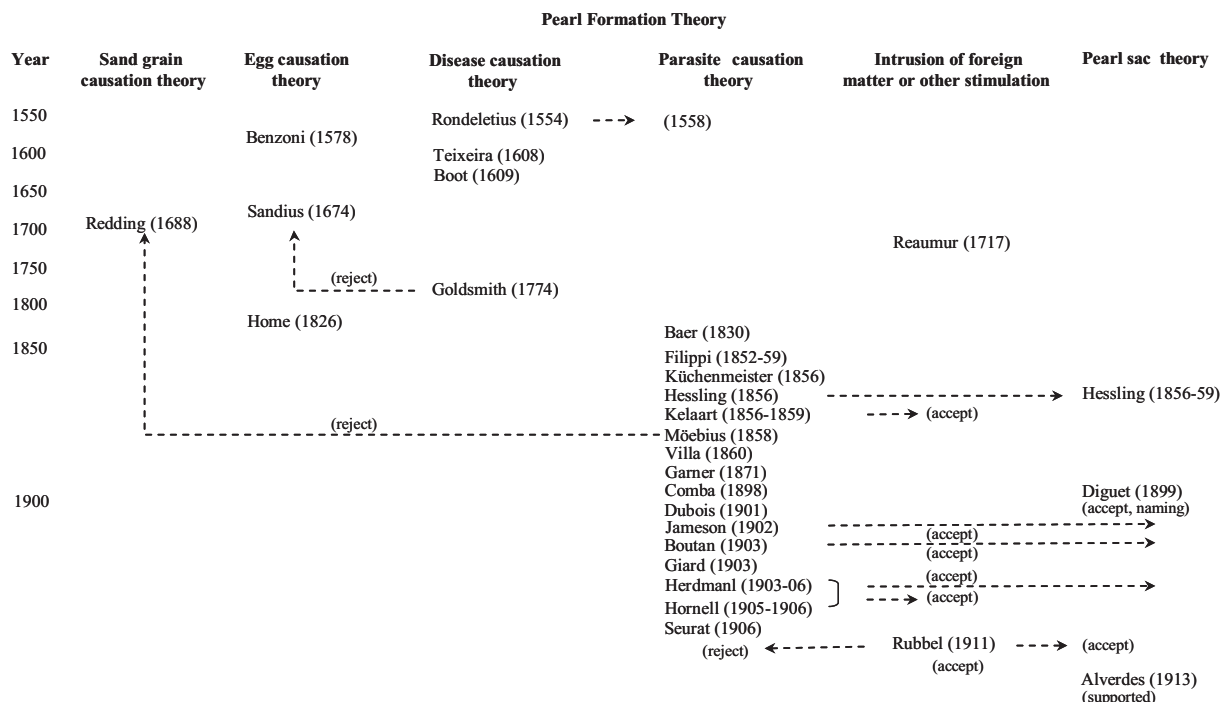 Pearl Formation Theory
Year Sand grain causation theory Egg causation theory Disease causation theory Parasite causation theory Intrusion of foreign matter or other stimulation Pearl sac theory
1550 Rondeletius (1554) (1558)
Benzoni (1578)
1600 Teixeira (1608)
Boot (1609)
1650
Sandius (1674)
Redding (1688)
1700
Reaumur (1717)
1750
(reject)
Goldsmith (1774)
1800
Home (1826)
Baer (1830)
1850
Filippi (1852-59)
Küchenmeister (1856)
Hessling (1856) Hessling (1856-59)
Kelaart (1856-1859) (accept)
(reject) Möebius (1858)
Villa (1860)
Garner (1871)
Comba (1898) Diguet (1899)
1900
Dubois (1901) (accept, naming)
Jameson (1902) (accept)
Boutan (1903) (accept)
Giard (1903)
(accept)
Herdmanl (1903-06)
(accept)
Hornell (1905-1906)
Seurat (1906)
(reject) Rubbel (1911) (accept)
(accept)
Alverdes (1913)
(supported)